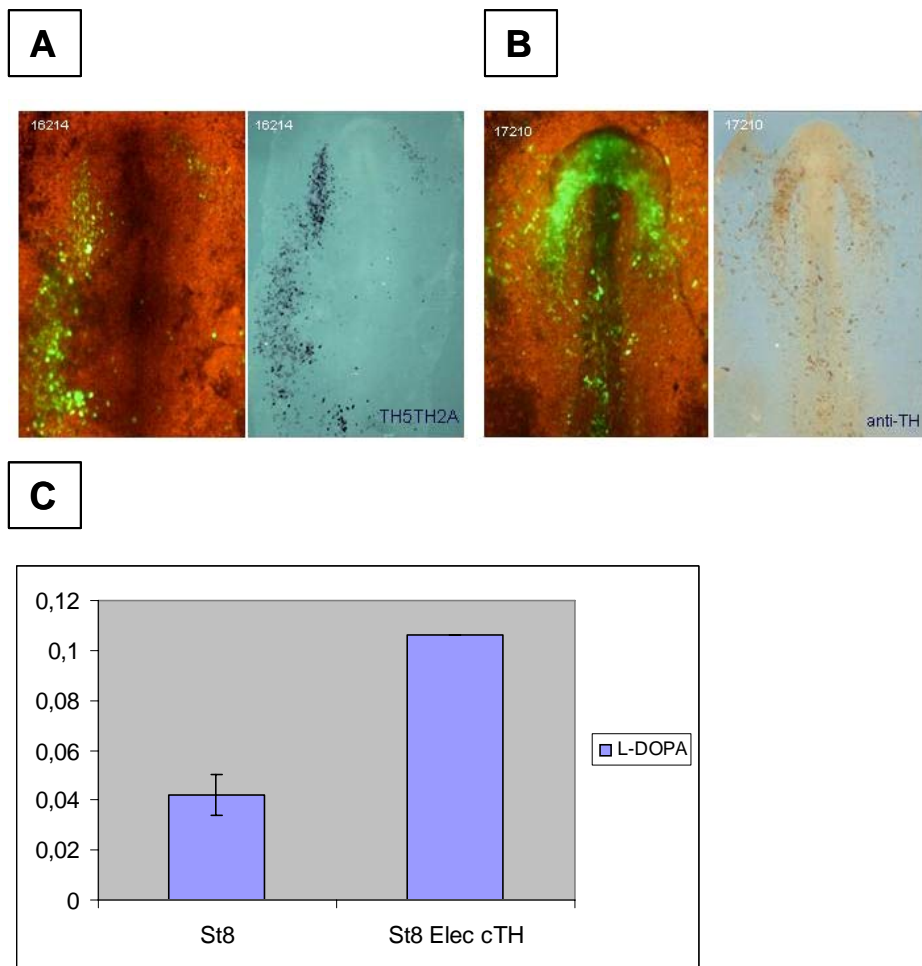 A
B
16214
16214
17210
17210
TH5TH2A
anti-TH
C
0,12
0,1
0,08
0,06
0,04
0,02
0
L-DOPA
St8
St8 Elec cTH